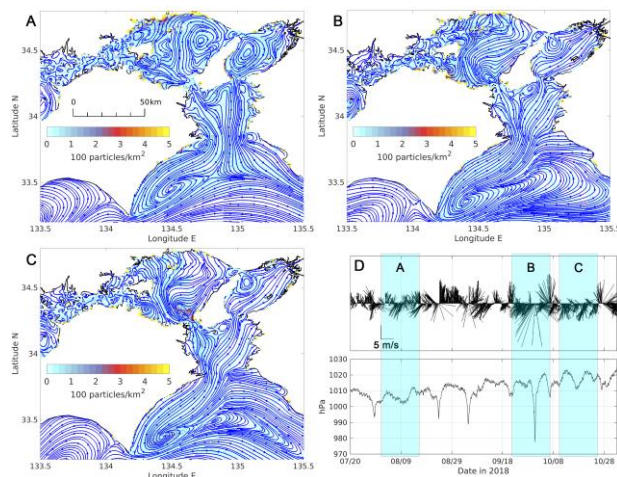 A
Latitude N
34.5
34
33.5
0 50km
0 1 2 3 4 5
100 particles/km²
133.5 134 134.5 135 135.5
Longitude E
B
Latitude N
34.5
34
33.5
0 1 2 3 4 5
100 particles/km²
133.5 134 134.5 135 135.5
Longitude E
C
Latitude N
34.5
34
33.5
0 1 2 3 4 5
100 particles/km²
133.5 134 134.5 135 135.5
Longitude E
D A B C
5 m/s
hPa
1030
1020
1010
1000
990
980
970
07/20 08/09 08/29 09/18 10/08 10/28
Date in 2018